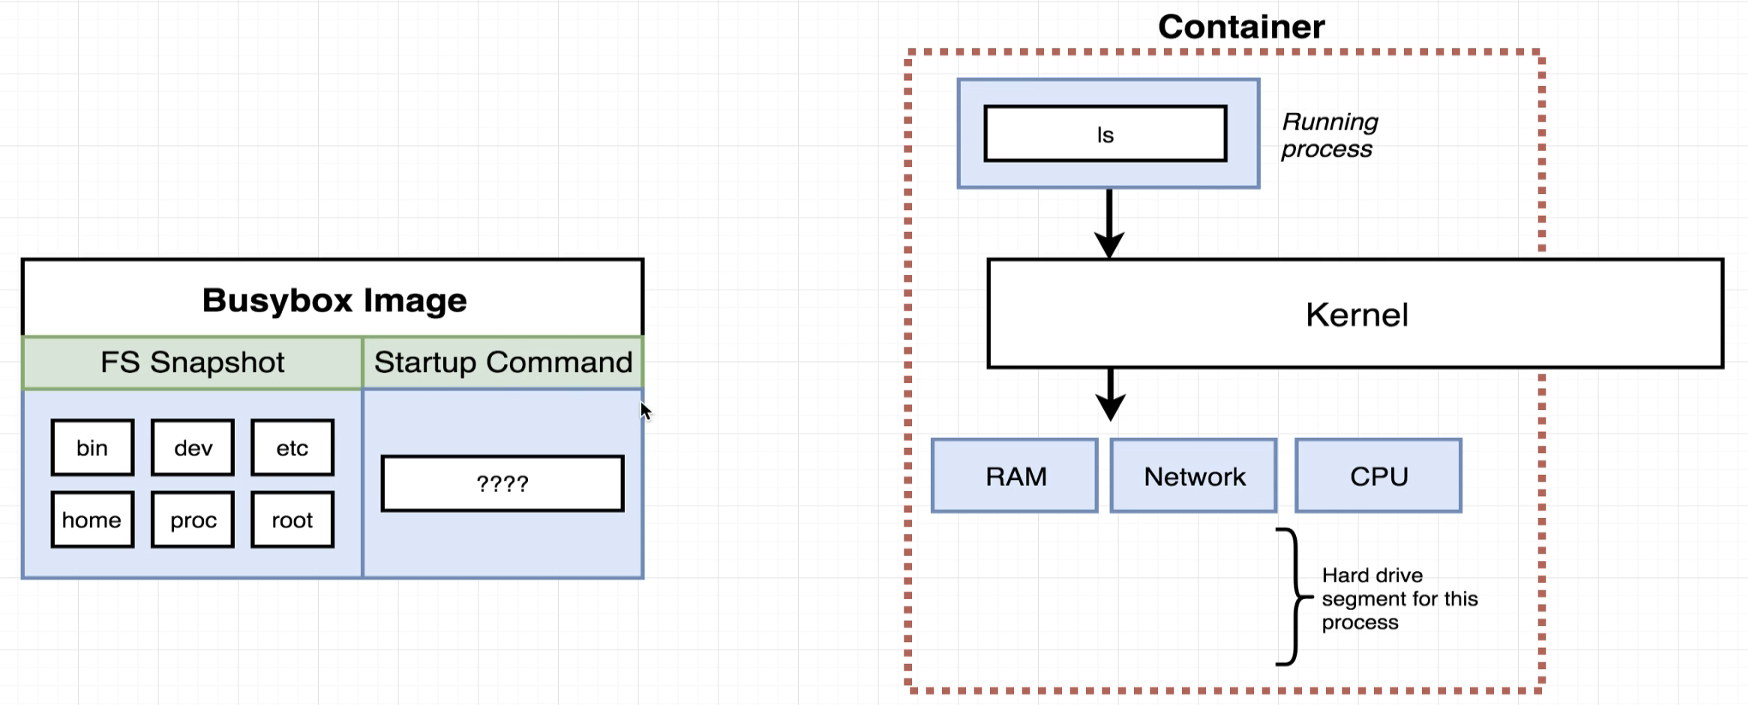 Container
ls
Running
process
Kernel
Busybox Image
FS Snapshot
Startup Command
bin
dev
etc
????
home
proc
root
RAM
Network
CPU
Hard drive
segment for this
process